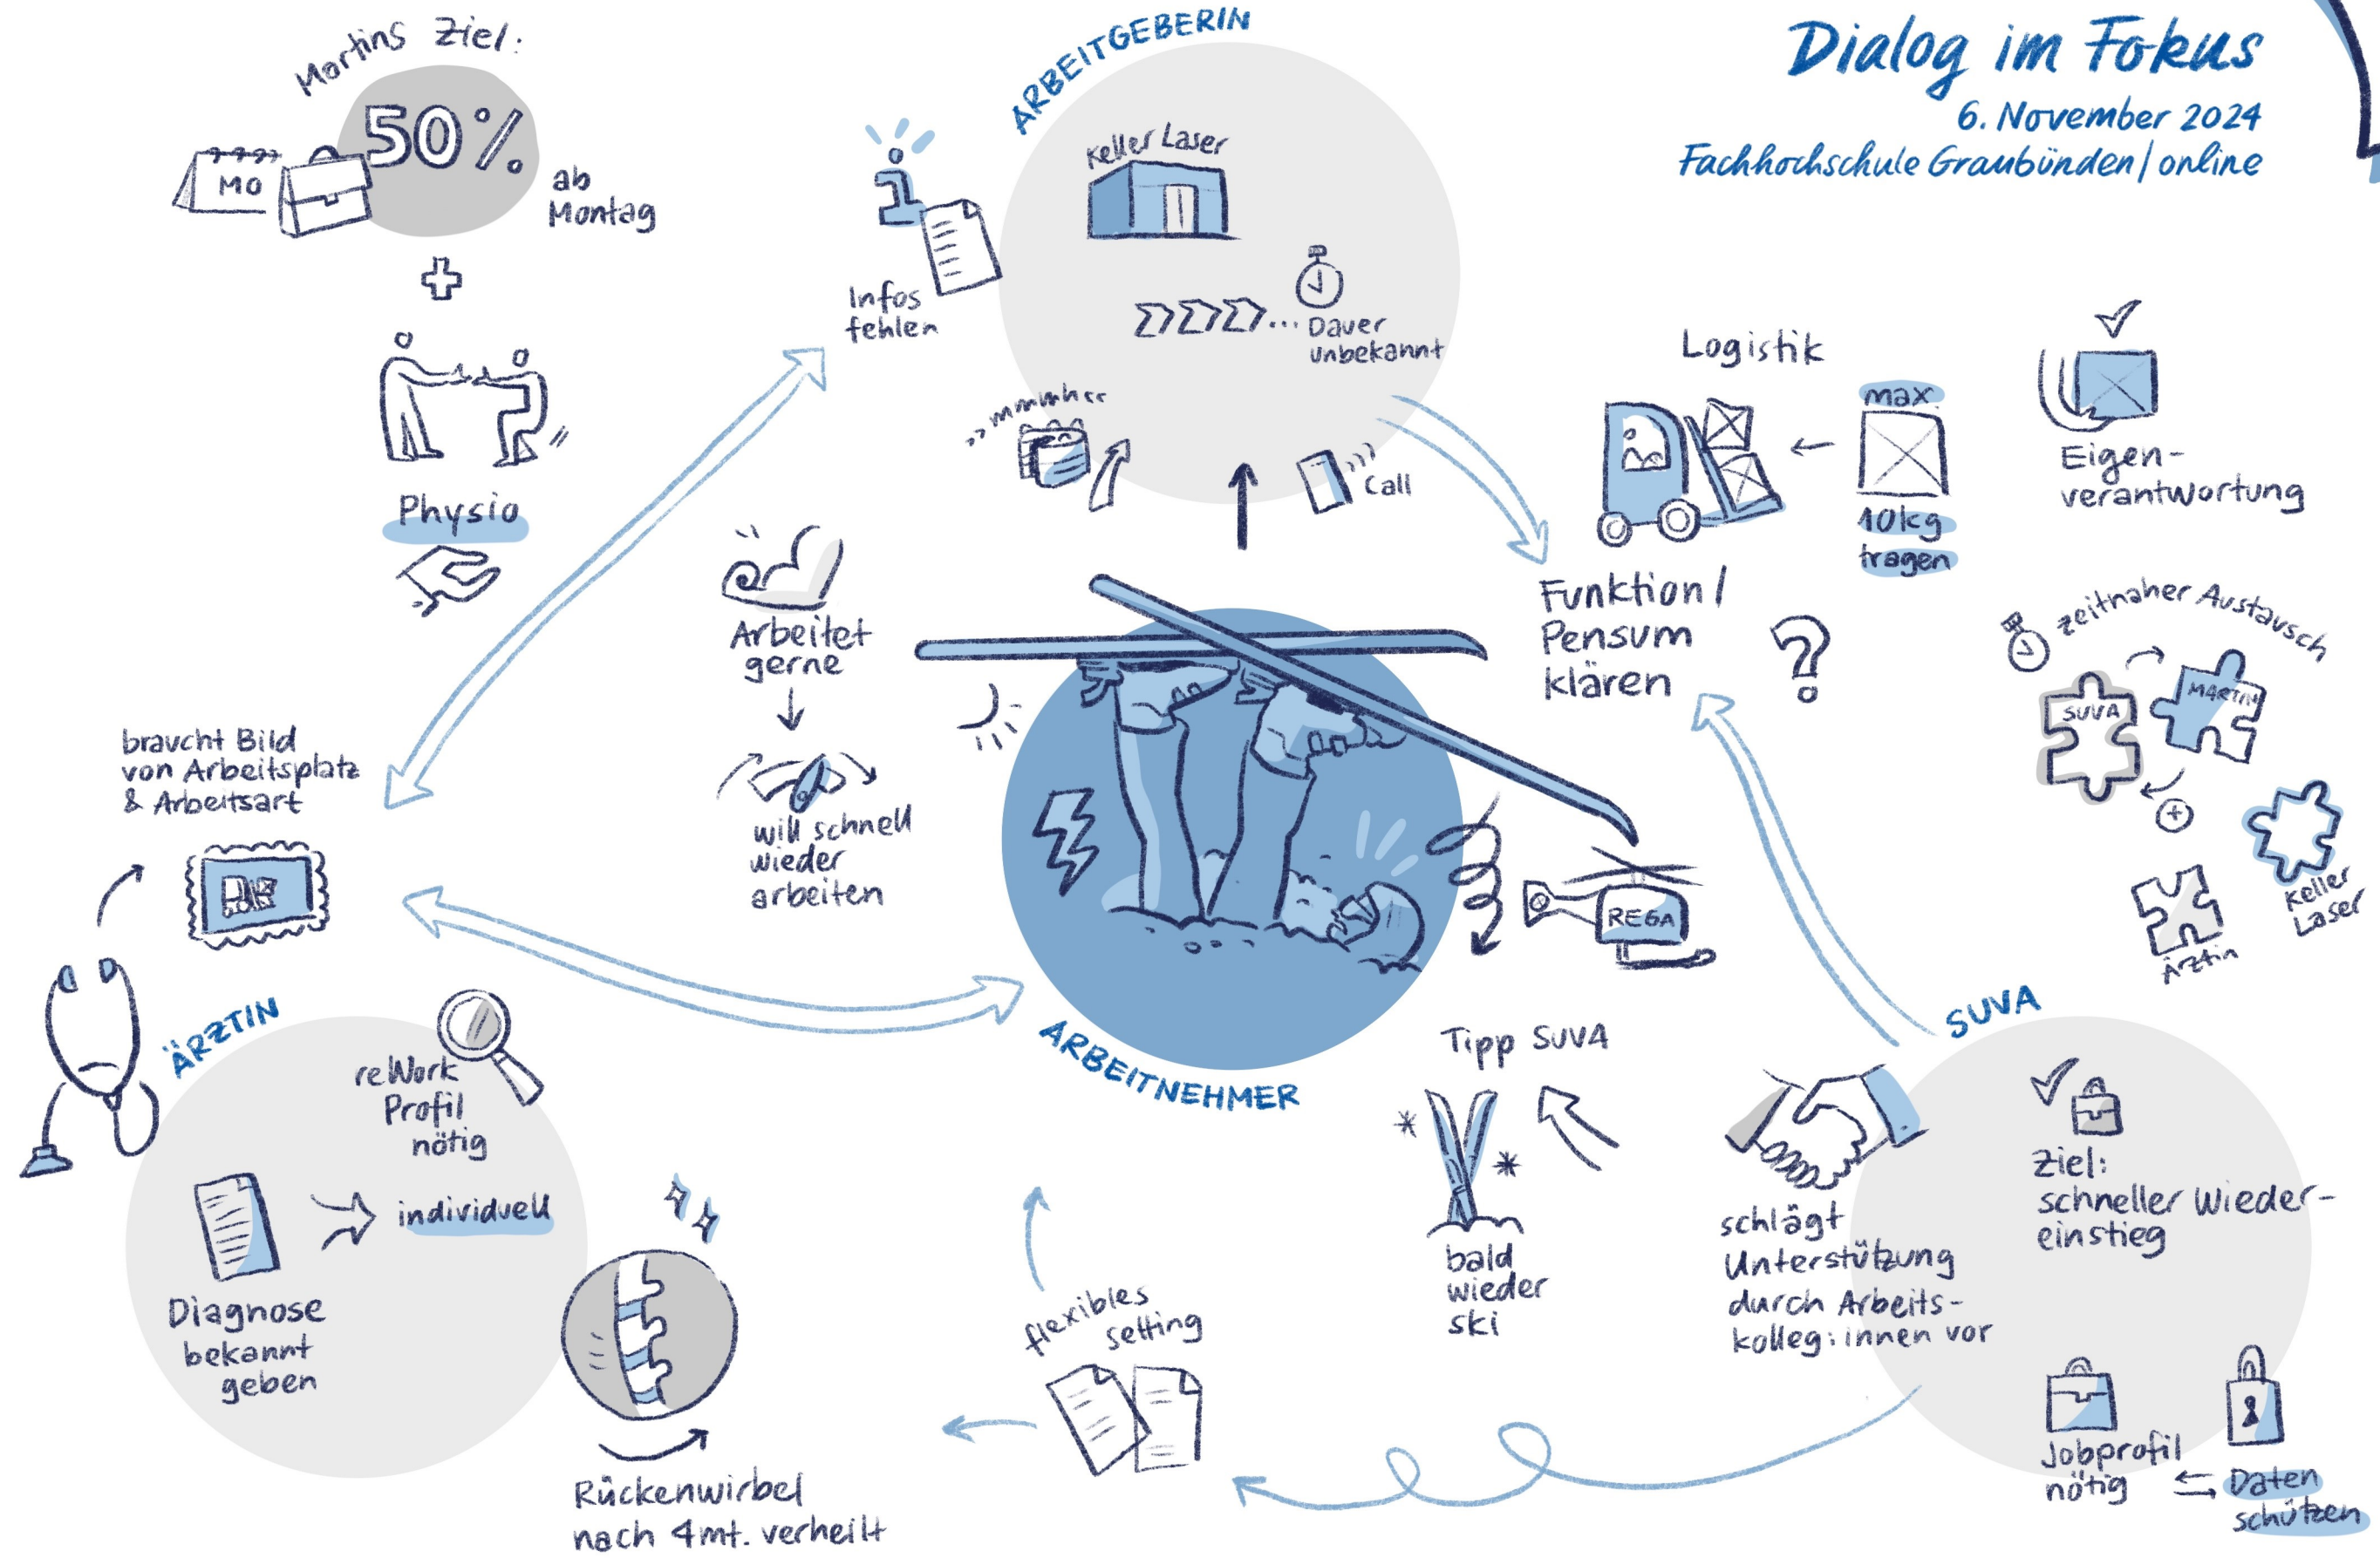 Martins Ziel:
50%
MO
ab
Montag
Physio
ARBEITGEBERIN
Keller Laser
Infos
fehlen
Dauer
unbekannt
Call
Dialog im Fokus
6. November 2024
Fachhochschule Graubünden / online
Logistik
max
10kg
tragen
Eigen-
verantwortung
Funktion /
Pensum
klären
?
zeitnaher Austausch
SUVA
MARTIN
Keller
Laser
Ärztin
Arbeitet
gerne
will schnell
wieder
arbeiten
REGA
ARBEITNEHMER
braucht Bild
von Arbeitsplatz
& Arbeitsart
ÄRZTIN
reWork
Profil
nötig
individuell
Diagnose
bekannt
geben
Rückenwirbel
nach 4mt. verheilt
flexibles
setting
Tipp SUVA
bald
wieder
ski
SUVA
schlägt
Unterstützung
durch Arbeits-
kolleg:innen vor
Ziel:
schneller Wieder-
einstieg
Jobprofil
nötig
Daten
schützen